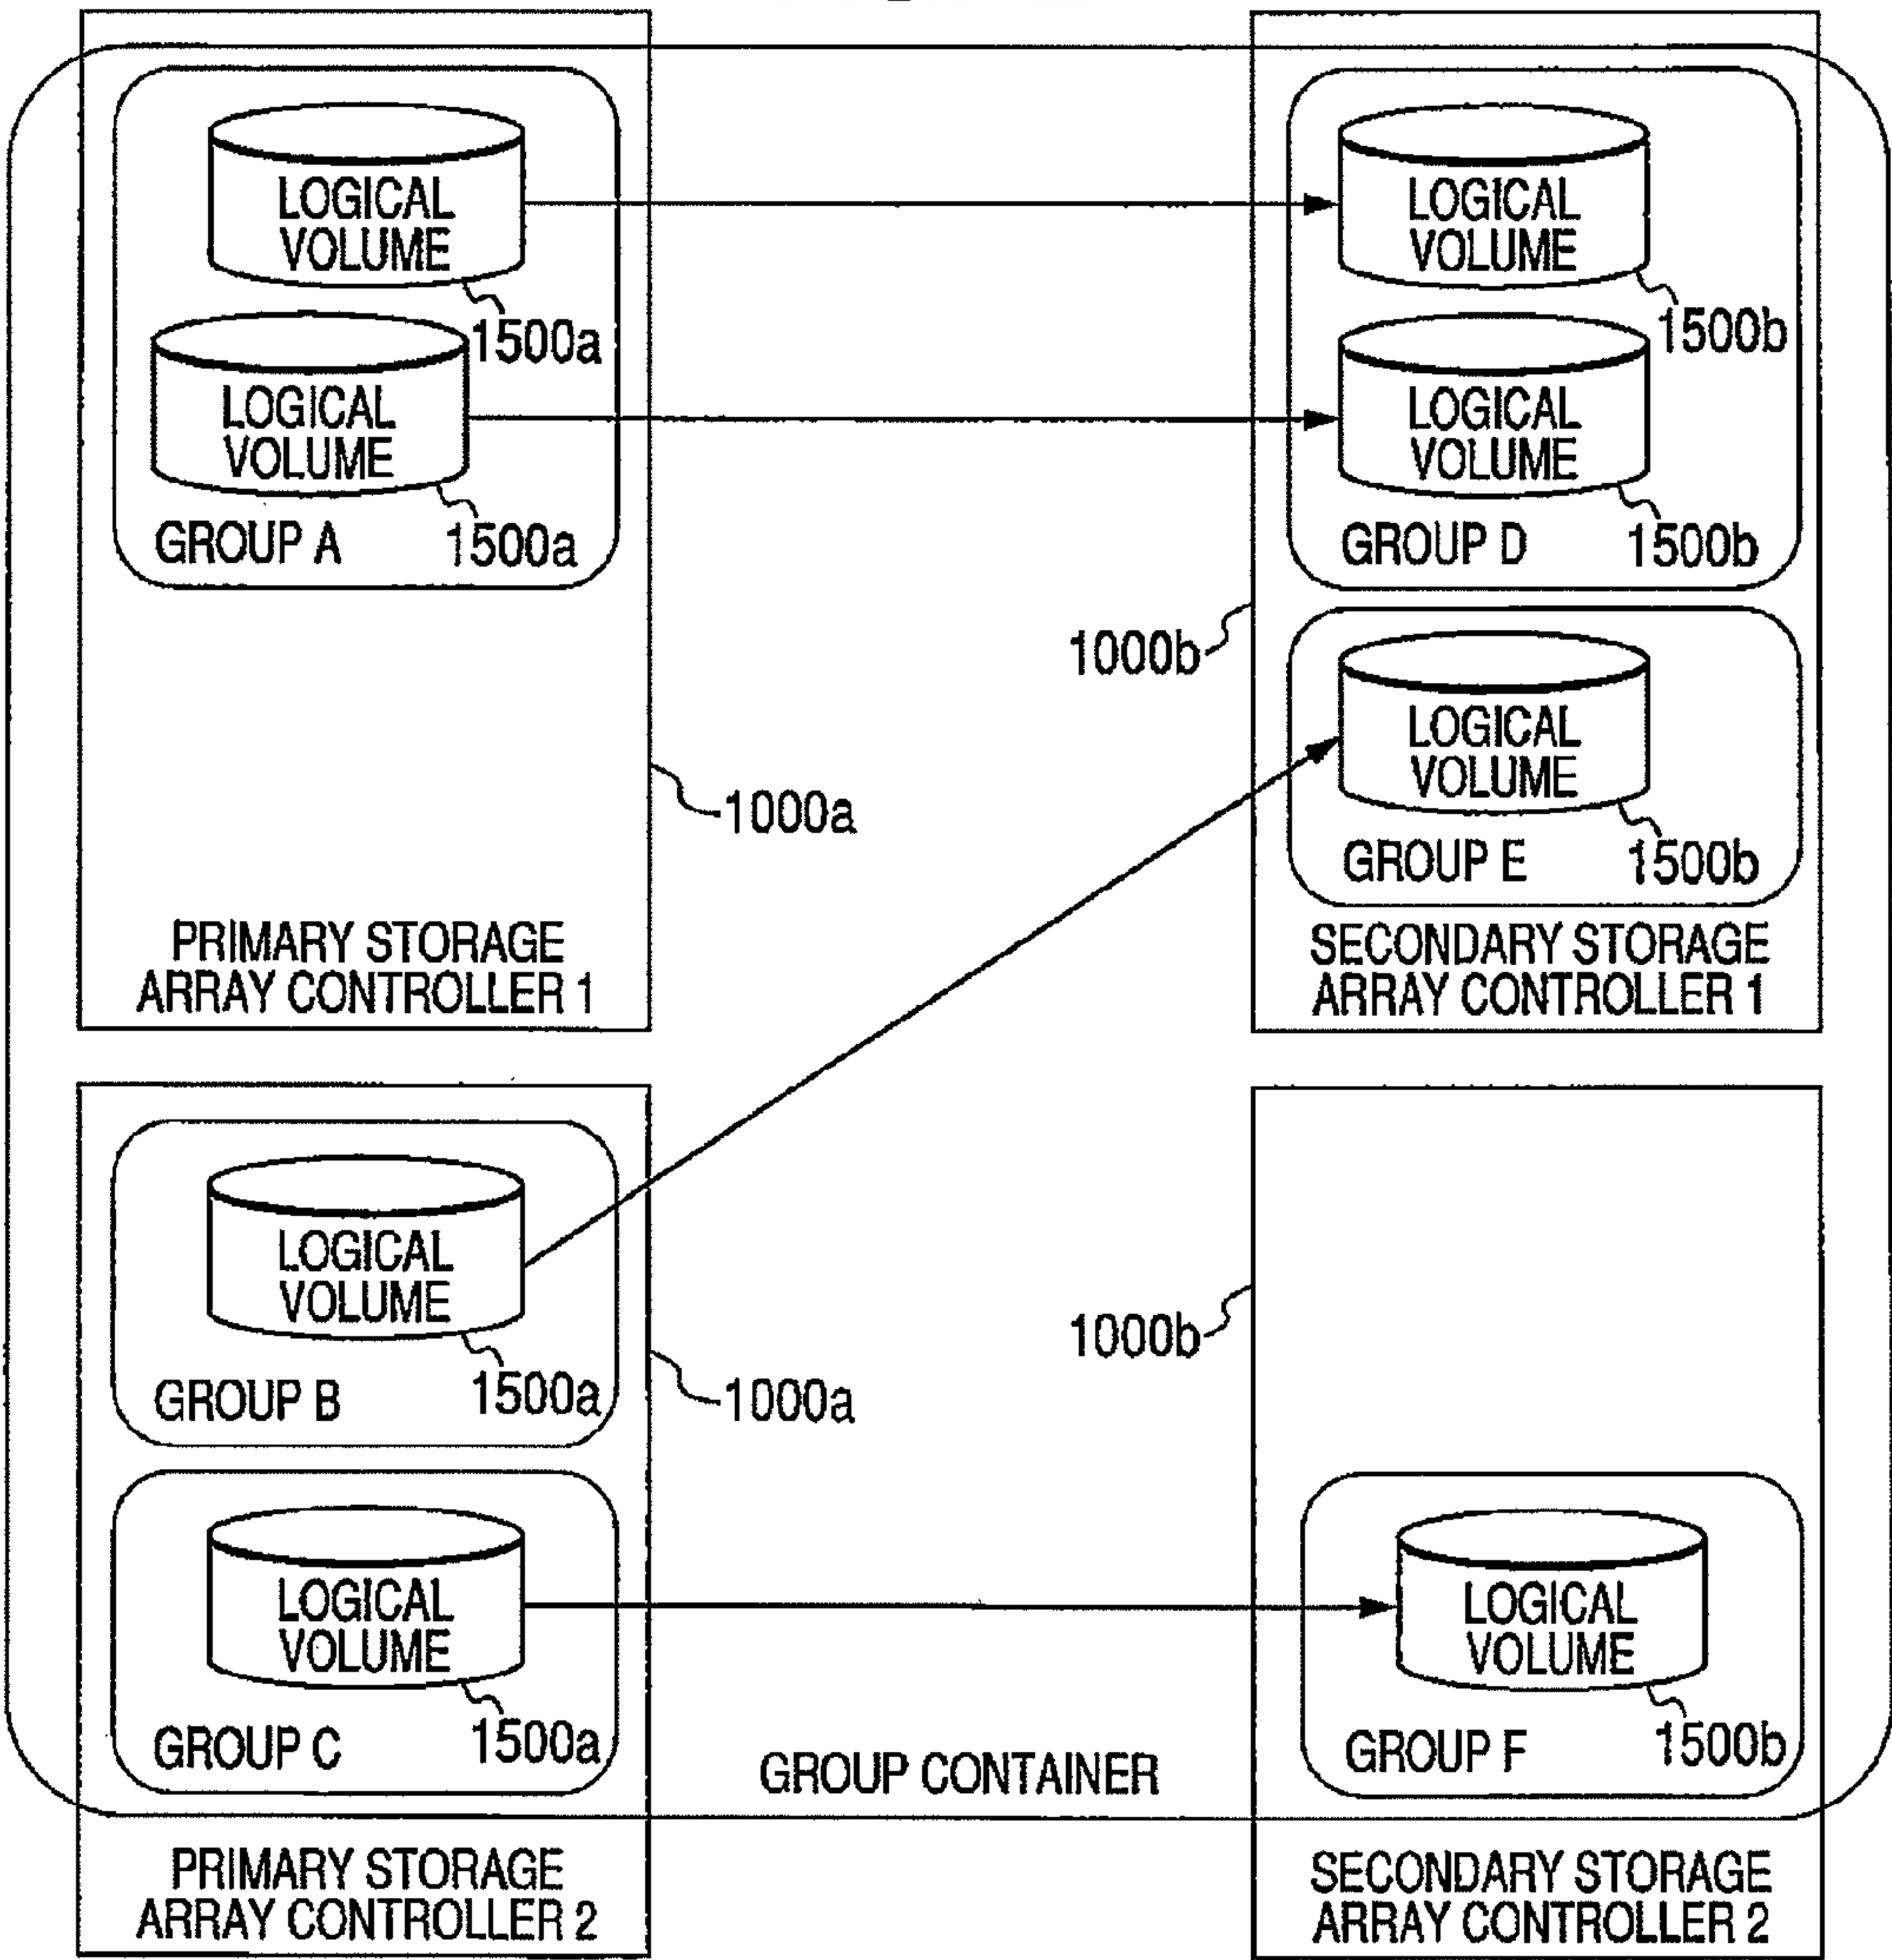 LOGICAL
VOLUME
1500a
LOGICAL
VOLUME
GROUP A
1500a
1000a
PRIMARY STORAGE
ARRAY CONTROLLER 1
LOGICAL
VOLUME
1500b
LOGICAL
VOLUME
GROUP D
1500b
1000b
LOGICAL
VOLUME
GROUP E
1500b
SECONDARY STORAGE
ARRAY CONTROLLER 1
LOGICAL
VOLUME
GROUP B
1500a
1000a
LOGICAL
VOLUME
GROUP C
1500a
PRIMARY STORAGE
ARRAY CONTROLLER 2
GROUP CONTAINER
1000b
LOGICAL
VOLUME
GROUP F
1500b
SECONDARY STORAGE
ARRAY CONTROLLER 2